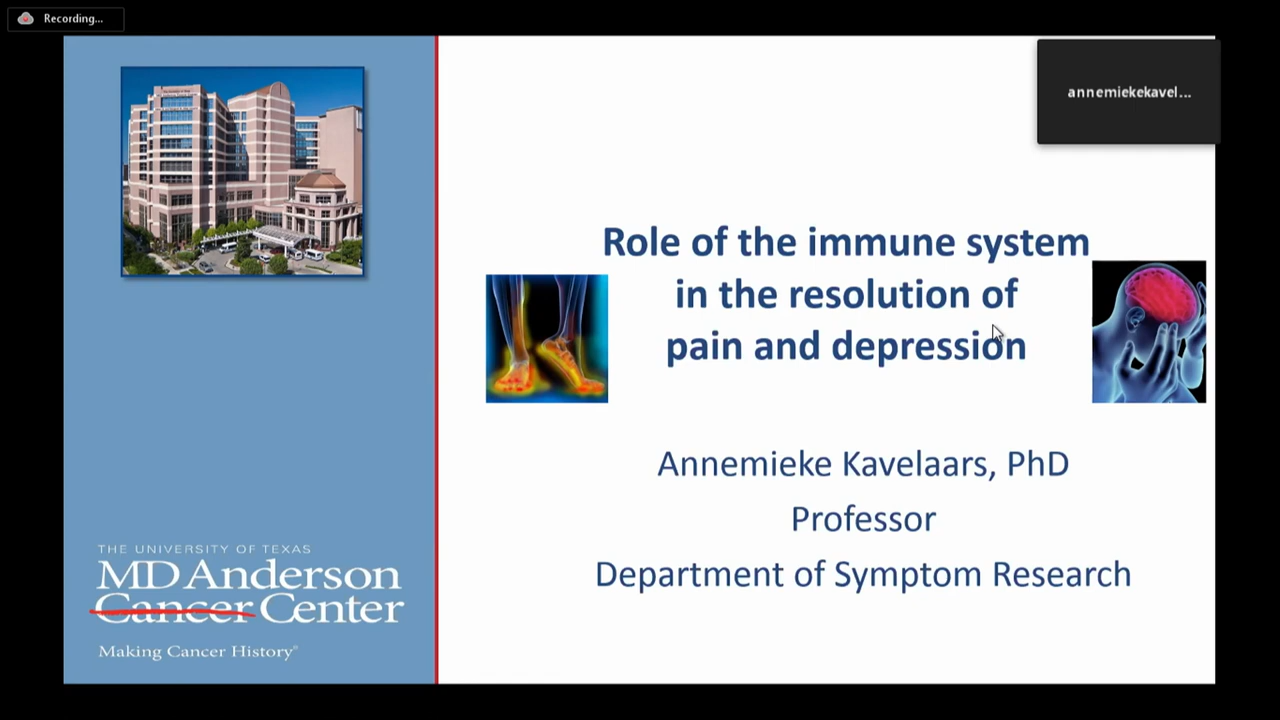 Recording...
annemiekekavel...
Role of the immune system
in the resolution of
pain and depression
Annemieke Kavelaars, PhD
Professor
Department of Symptom Research
THE UNIVERSITY OF TEXAS
MD Anderson
Cancer Center
Making Cancer History®